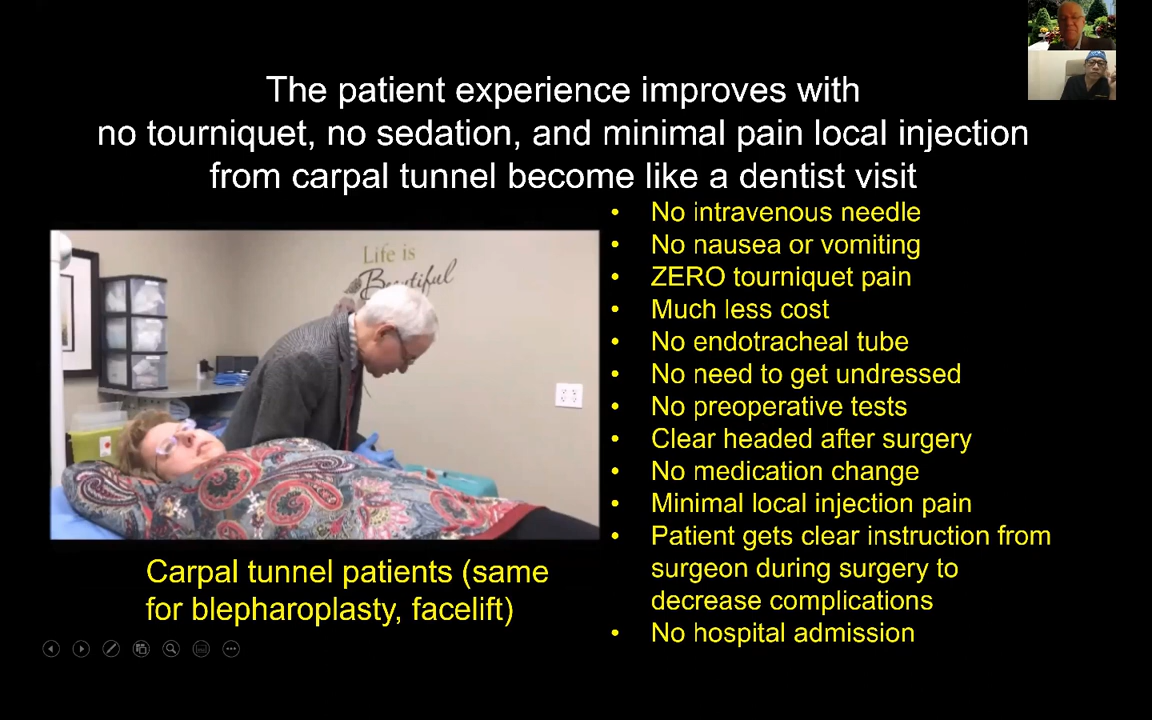 The patient experience improves with
no tourniquet, no sedation, and minimal pain local injection
from carpal tunnel become like a dentist visit
Life is
Beautiful
• No intravenous needle
• No nausea or vomiting
• ZERO tourniquet pain
• Much less cost
• No endotracheal tube
• No need to get undressed
• No preoperative tests
• Clear headed after surgery
• No medication change
• Minimal local injection pain
• Patient gets clear instruction from
surgeon during surgery to
decrease complications
• No hospital admission
Carpal tunnel patients (same
for blepharoplasty, facelift)